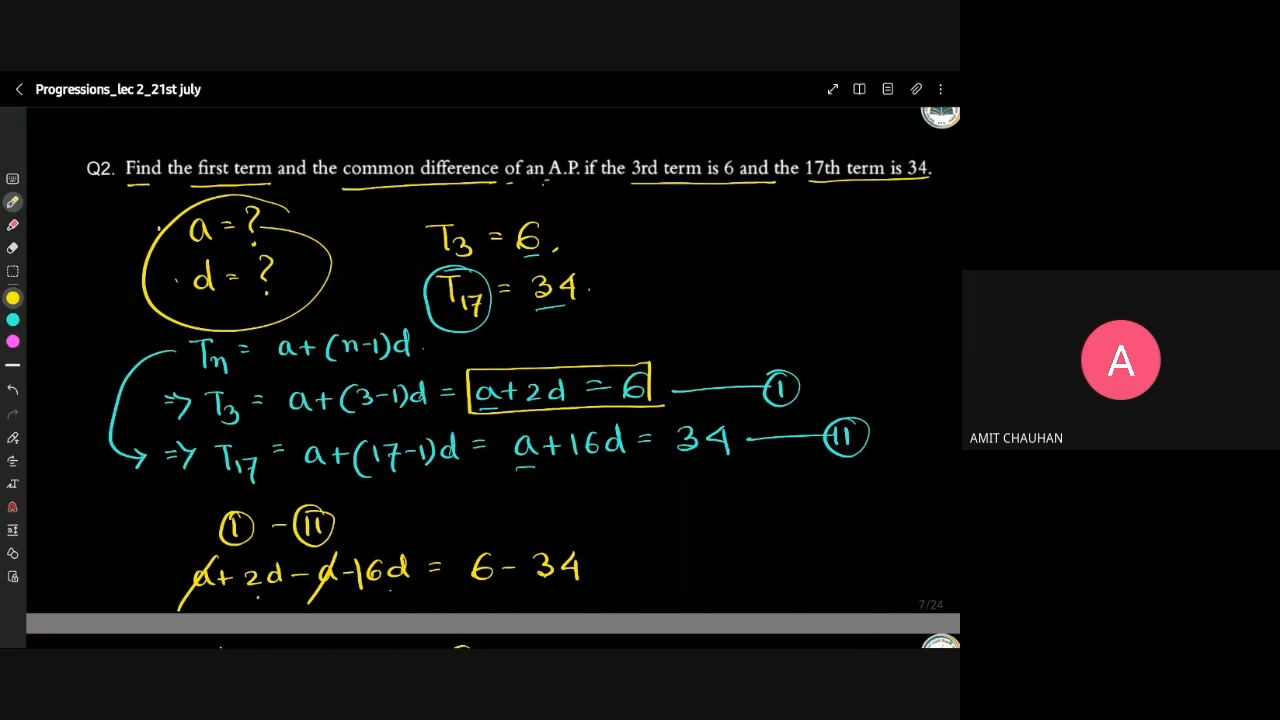 Progressions_lec 2_21st july
Q2. Find the first term and the common difference of an A.P. if the 3rd term is 6 and the 17th term is 34.
a = ?
d = ?
T3 = 6.
T17 = 34.
Tn = a+(n-1)d.
=> T3 = a+(3-1)d = a+2d = 6 —— I
=> T17 = a+(17-1)d = a+16d = 34 —— II
I - II
a+2d-a-16d = 6-34
7/24
A
AMIT CHAUHAN